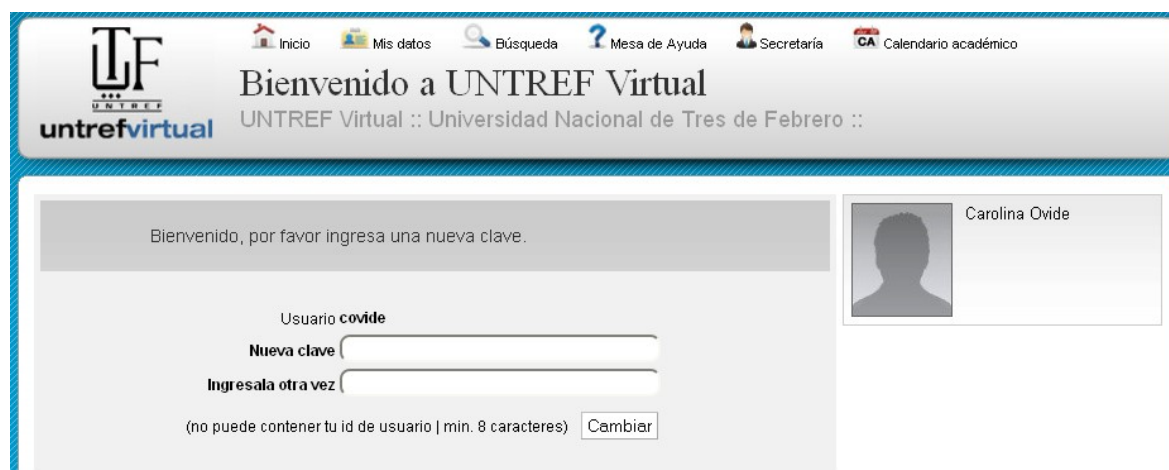 Inicio Mis datos Búsqueda ? Mesa de Ayuda Secretaría CA Calendario académico
UTF
UNTREF
untrefvirtual
Bienvenido a UNTREF Virtual
UNTREF Virtual :: Universidad Nacional de Tres de Febrero ::
Bienvenido, por favor ingresa una nueva clave.
Carolina Ovide
Usuario covide
Nueva clave
Ingresala otra vez
(no puede contener tu id de usuario | min. 8 caracteres) Cambiar